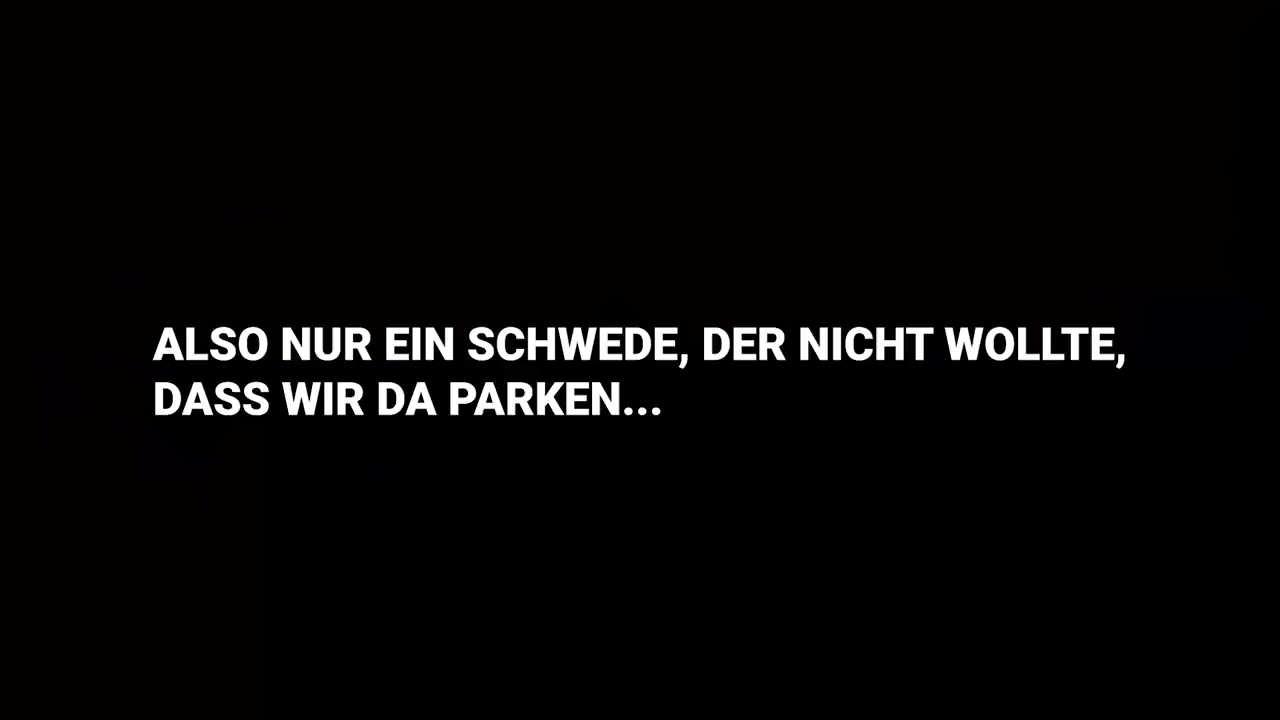 ALSO NUR EIN SCHWEDE, DER NICHT WOLLTE,
DASS WIR DA PARKEN...